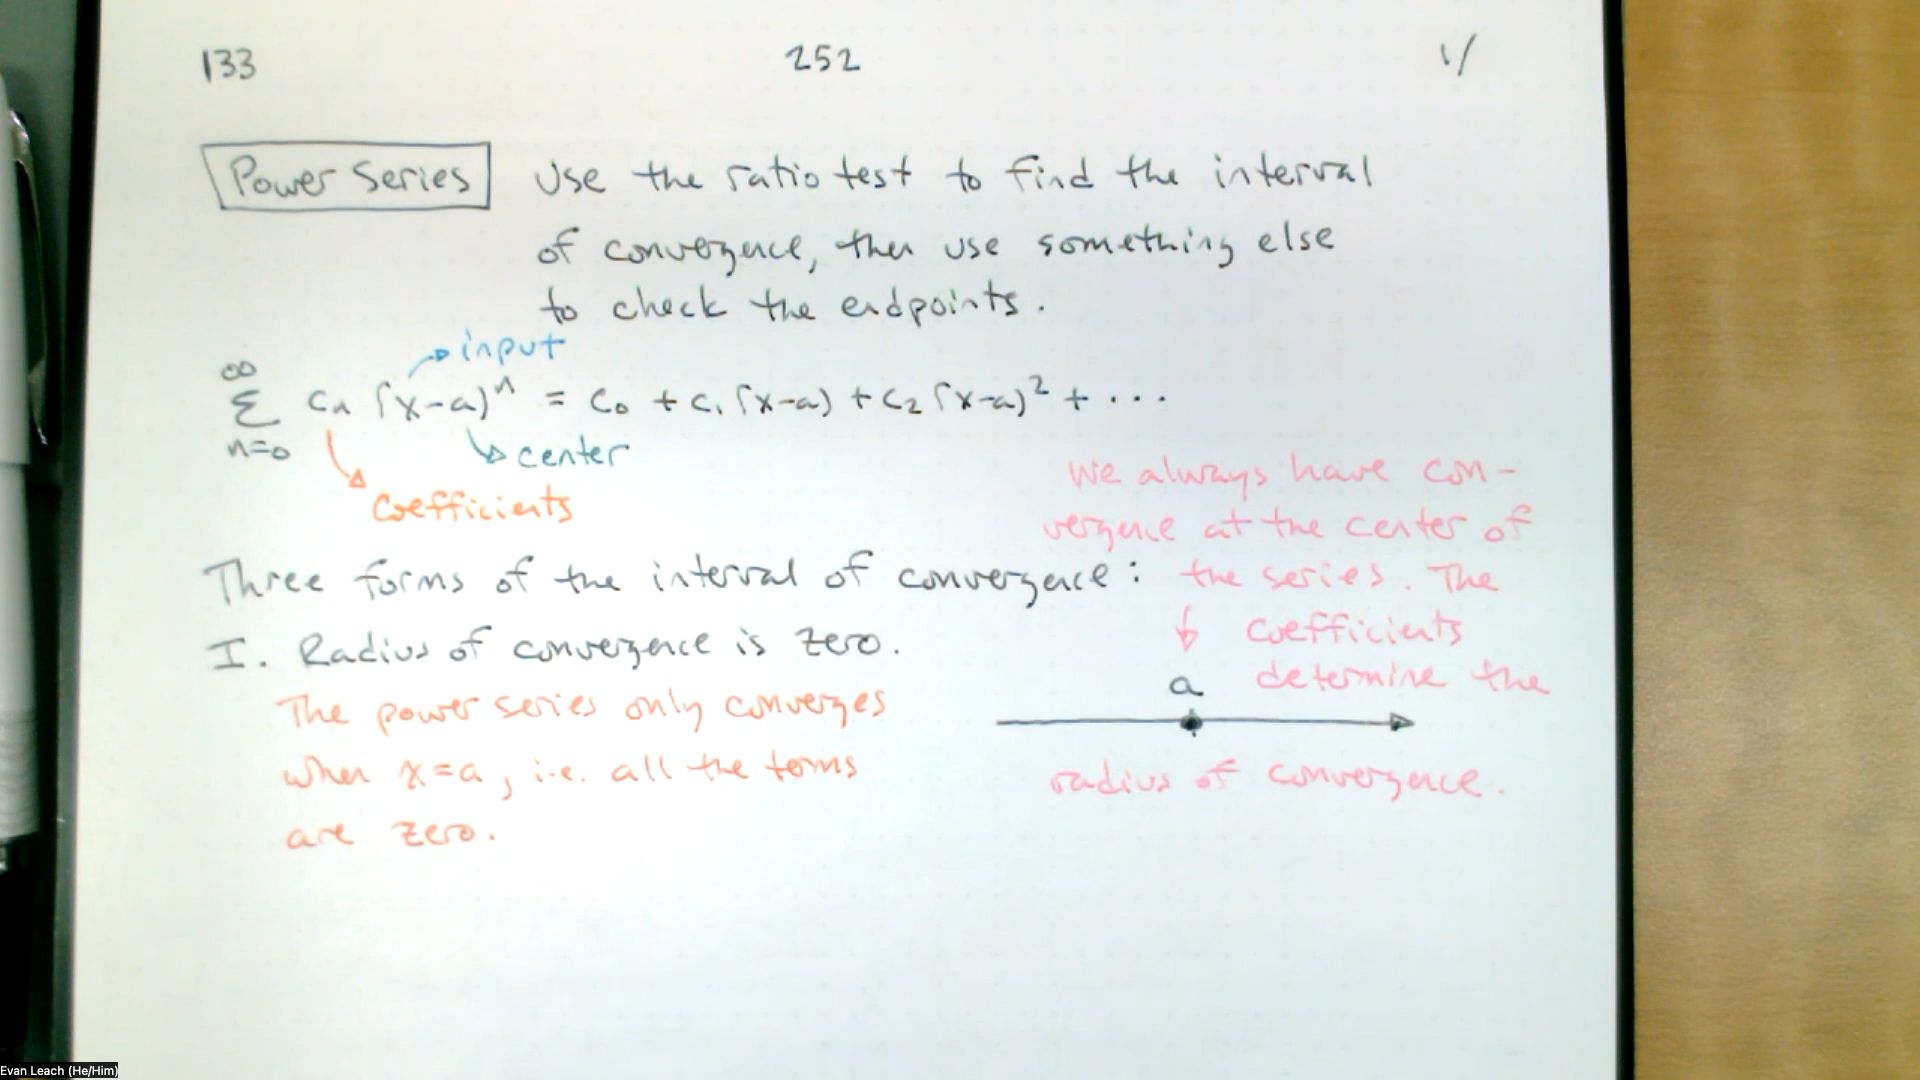 133 252 1/
Power Series Use the ratio test to find the interval
of convergence, then use something else
to check the endpoints.
input
∞
Σ cₙ (x-a)ⁿ = c₀ + c₁ (x-a) + c₂ (x-a)² + ...
n=0
center
coefficients
We always have con-
vergence at the center of
the series. The
coefficients
determine the
radius of convergence.
Three forms of the interval of convergence:
I. Radius of convergence is zero.
a
The power series only converges
when x=a, i.e. all the terms
are zero.
Evan Leach (He/Him)